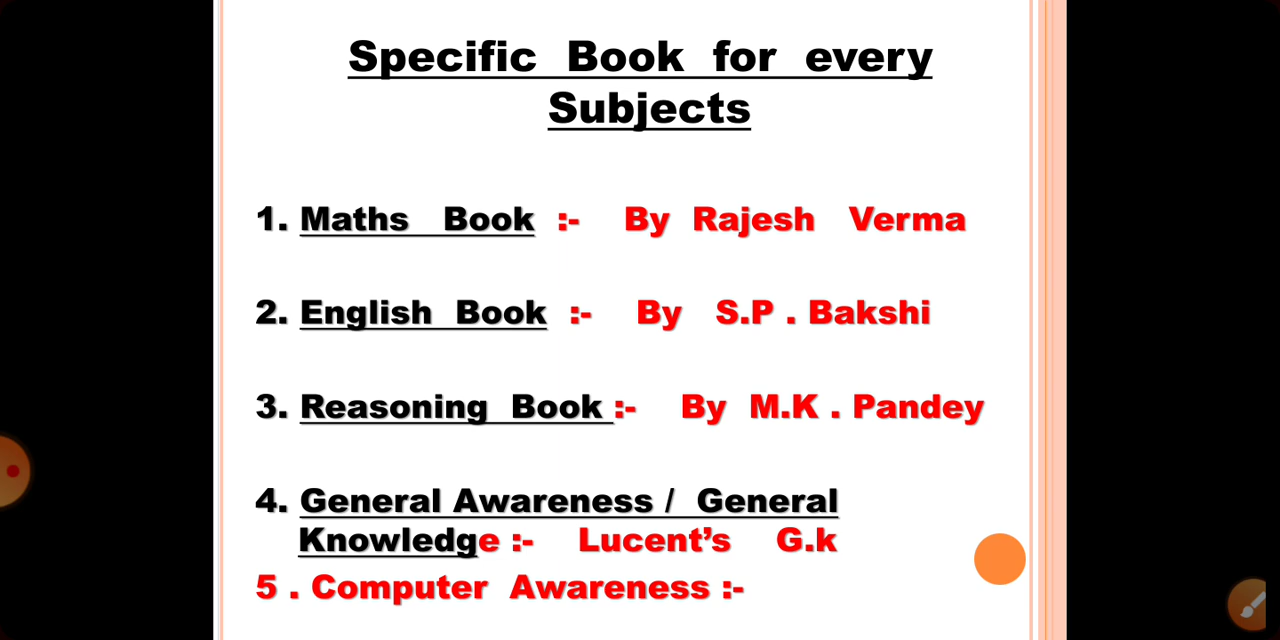 Specific Book for every
Subjects
1. Maths Book :- By Rajesh Verma
2. English Book :- By S.P . Bakshi
3. Reasoning Book :- By M.K . Pandey
4. General Awareness / General
Knowledge :- Lucent’s G.k
5 . Computer Awareness :-